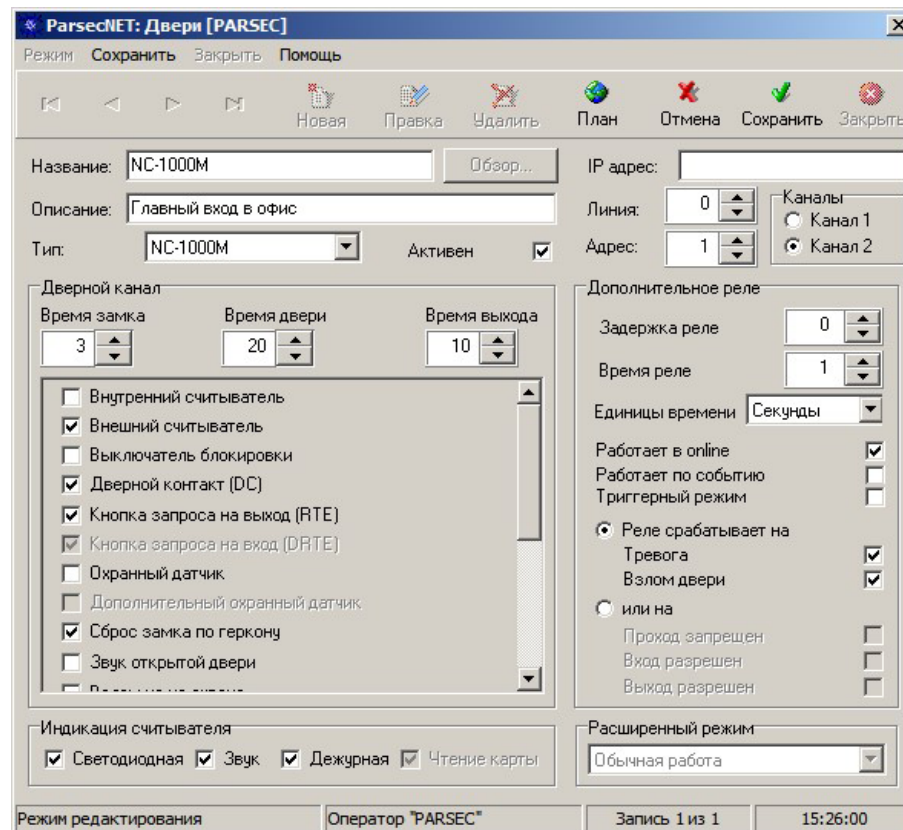 ParsecNET: Двери [PARSEC]
Режим Сохранить Закрыть Помощь
Новая Правка Удалить План Отмена Сохранить Закрыть
Название: NC-1000M Обзор... IP адрес:
Описание: Главный вход в офис Линия: 0 Каналы
Канал 1
Тип: NC-1000M Активен Адрес: 1 Канал 2
Дверной канал
Время замка Время двери Время выхода
3 20 10
Внутренний считыватель
Внешний считыватель
Выключатель блокировки
Дверной контакт (DC)
Кнопка запроса на выход (RTE)
Кнопка запроса на вход (DRTE)
Охранный датчик
Дополнительный охранный датчик
Сброс замка по геркону
Звук открытой двери
Дополнительное реле
Задержка реле 0
Время реле 1
Единицы времени Секунды
Работает в online
Работает по событию
Триггерный режим
Реле срабатывает на
Тревога
Взлом двери
или на
Проход запрещен
Вход разрешен
Выход разрешен
Индикация считывателя
Светодиодная Звук Дежурная Чтение карты
Расширенный режим
Обычная работа
Режим редактирования Оператор "PARSEC" Запись 1 из 1 15:26:00